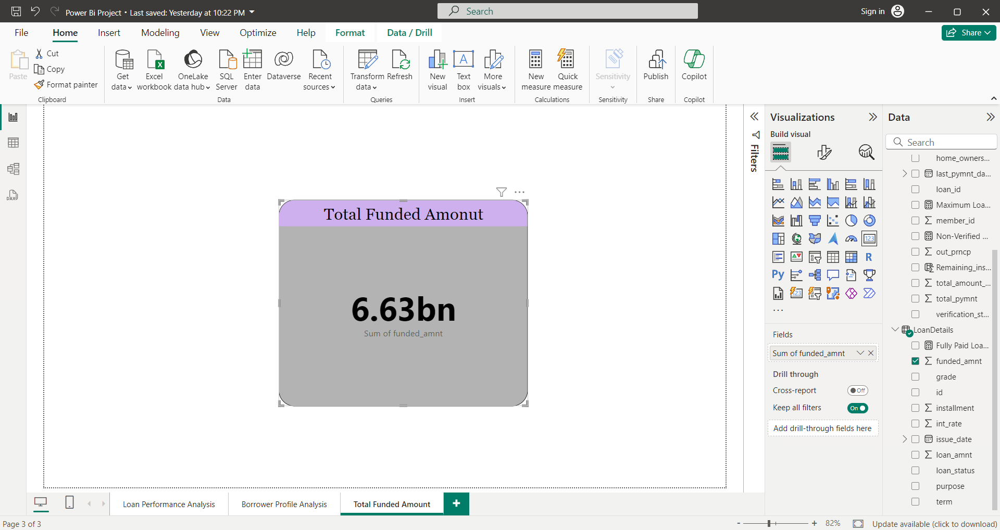 Power Bi Project • Last saved: Yesterday at 10:22 PM
Search
Sign in
File
Home
Insert
Modeling
View
Optimize
Help
Format
Data / Drill
Share
Paste
Cut
Copy
Format painter
Clipboard
Get data
Excel workbook
OneLake data hub
SQL Server
Enter data
Dataverse
Recent sources
Data
Transform data
Refresh
Queries
New visual
Text box
More visuals
Insert
New measure
Quick measure
Calculations
Sensitivity
Sensitivity
Publish
Share
Copilot
Copilot
DAX
Total Funded Amonut
6.63bn
Sum of funded_amnt
Filters
Visualizations
Build visual
123
R
Py
123
...
Fields
Sum of funded_amnt
Drill through
Cross-report
Off
Keep all filters
On
Add drill-through fields here
Data
Search
home_owners...
last_pymnt_da...
loan_id
Maximum Loa...
member_id
Non-Verified ...
out_prncp
Remaining_ins...
total_amount_...
total_pymnt
verification_st...
LoanDetails
Fully Paid Loa...
funded_amnt
grade
id
installment
int_rate
issue_date
loan_amnt
loan_status
purpose
term
Loan Performance Analysis
Borrower Profile Analysis
Total Funded Amount
Page 3 of 3
82%
Update available (click to download)